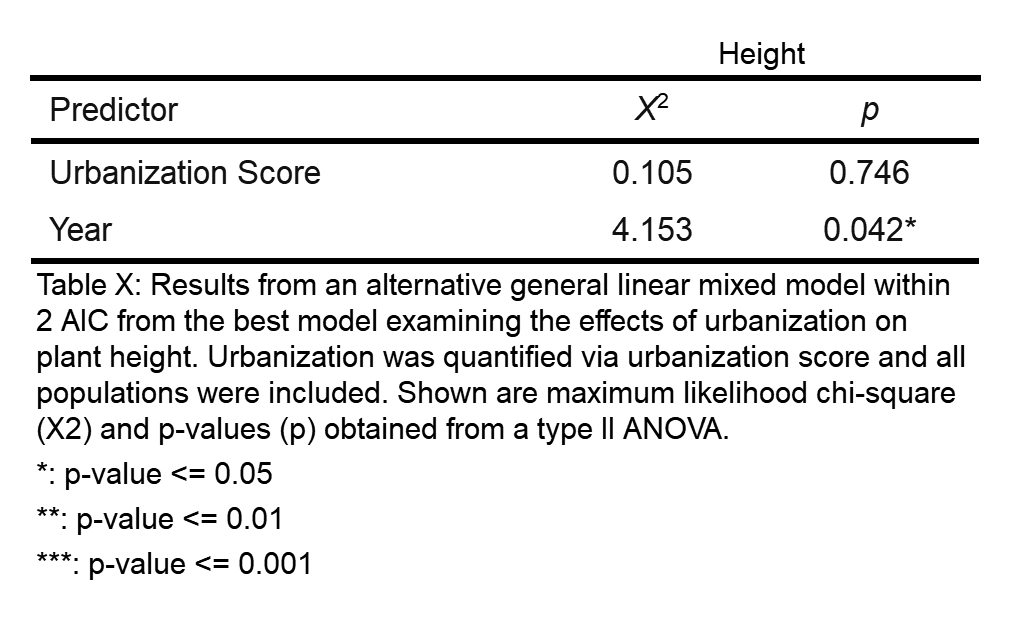 Height
Predictor X² p
Urbanization Score 0.105 0.746
Year 4.153 0.042*
Table X: Results from an alternative general linear mixed model within
2 AIC from the best model examining the effects of urbanization on
plant height. Urbanization was quantified via urbanization score and all
populations were included. Shown are maximum likelihood chi-square
(X2) and p-values (p) obtained from a type II ANOVA.
*: p-value <= 0.05
**: p-value <= 0.01
***: p-value <= 0.001